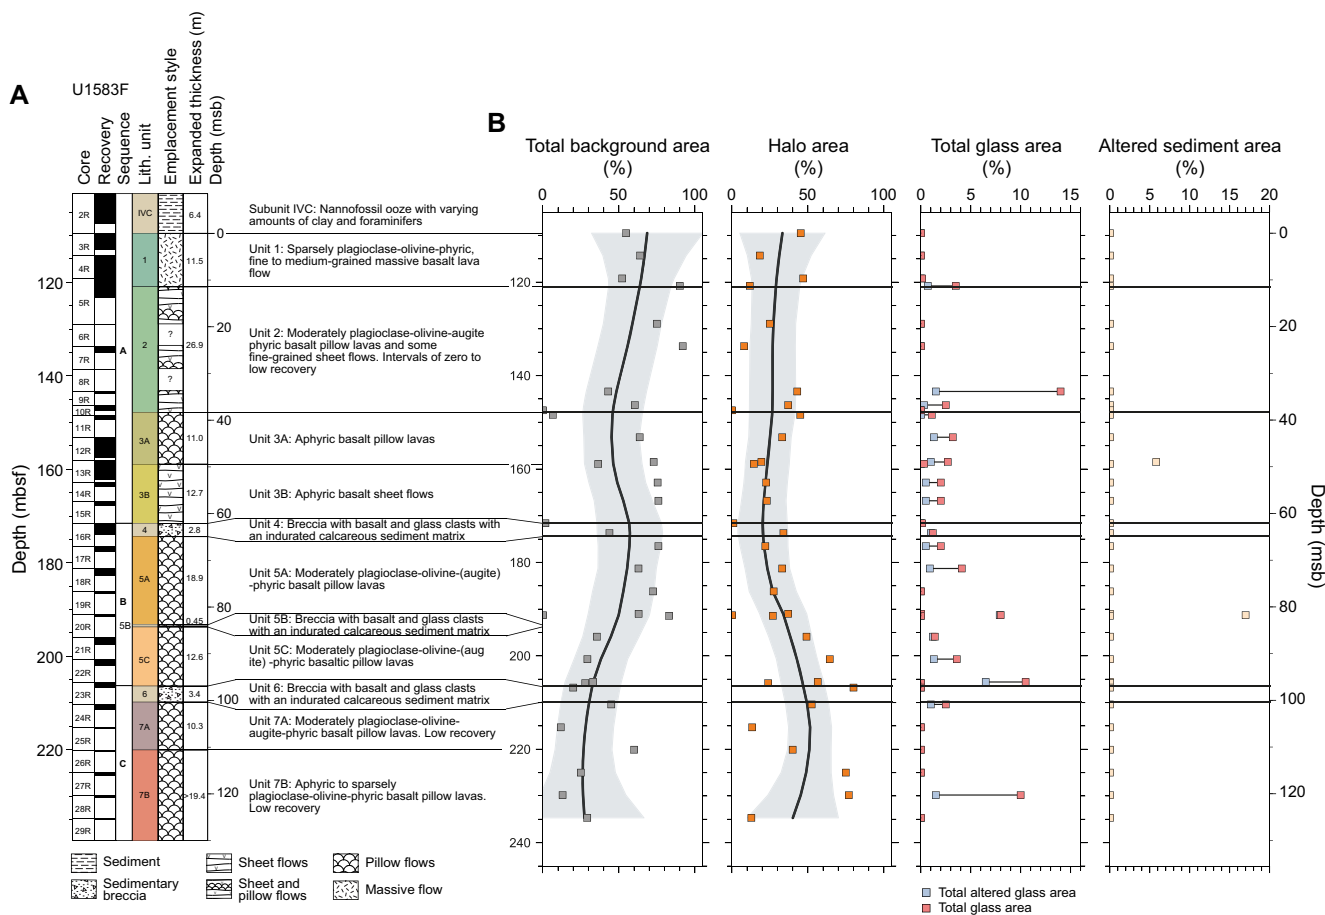 A
U1583F
Core
Recovery
Sequence
Lith. unit
Emplacement style
Expanded thickness (m)
Depth (msb)
Depth (mbsf)
120
140
160
180
200
220
2R
3R
4R
5R
6R
7R
8R
9R
10R
11R
12R
13R
14R
15R
16R
17R
18R
19R
20R
21R
22R
23R
24R
25R
26R
27R
28R
29R
A
B
C
IVC
1
2
3A
3B
4
5A
5B
5C
6
7A
7B
?
?
6.4
11.5
26.9
11.0
12.7
2.8
18.9
0.45
12.6
3.4
10.3
>19.4
0
20
40
60
80
100
120
Subunit IVC: Nannofossil ooze with varying
amounts of clay and foraminifers
Unit 1: Sparsely plagioclase-olivine-phyric,
fine to medium-grained massive basalt lava
flow
Unit 2: Moderately plagioclase-olivine-augite
phyric basalt pillow lavas and some
fine-grained sheet flows. Intervals of zero to
low recovery
Unit 3A: Aphyric basalt pillow lavas
Unit 3B: Aphyric basalt sheet flows
Unit 4: Breccia with basalt and glass clasts with
an indurated calcareous sediment matrix
Unit 5A: Moderately plagioclase-olivine-(augite)
-phyric basalt pillow lavas
Unit 5B: Breccia with basalt and glass clasts
with an indurated calcareous sediment matrix
Unit 5C: Moderately plagioclase-olivine-(aug
ite) -phyric basaltic pillow lavas
Unit 6: Breccia with basalt and glass clasts
with an indurated calcareous sediment matrix
Unit 7A: Moderately plagioclase-olivine-
augite-phyric basalt pillow lavas. Low recovery
Unit 7B: Aphyric to sparsely
plagioclase-olivine-phyric basalt pillow lavas.
Low recovery
Sediment
Sedimentary
breccia
Sheet flows
Sheet and
pillow flows
Pillow flows
Massive flow
B
Total background area
(%)
0 50 100
120
140
160
180
200
220
240
Halo area
(%)
0 50 100
Total glass area
(%)
0 5 10 15
Altered sediment area
(%)
0 5 10 15 20
0
20
40
60
80
100
120
Depth (msb)
Total altered glass area
Total glass area